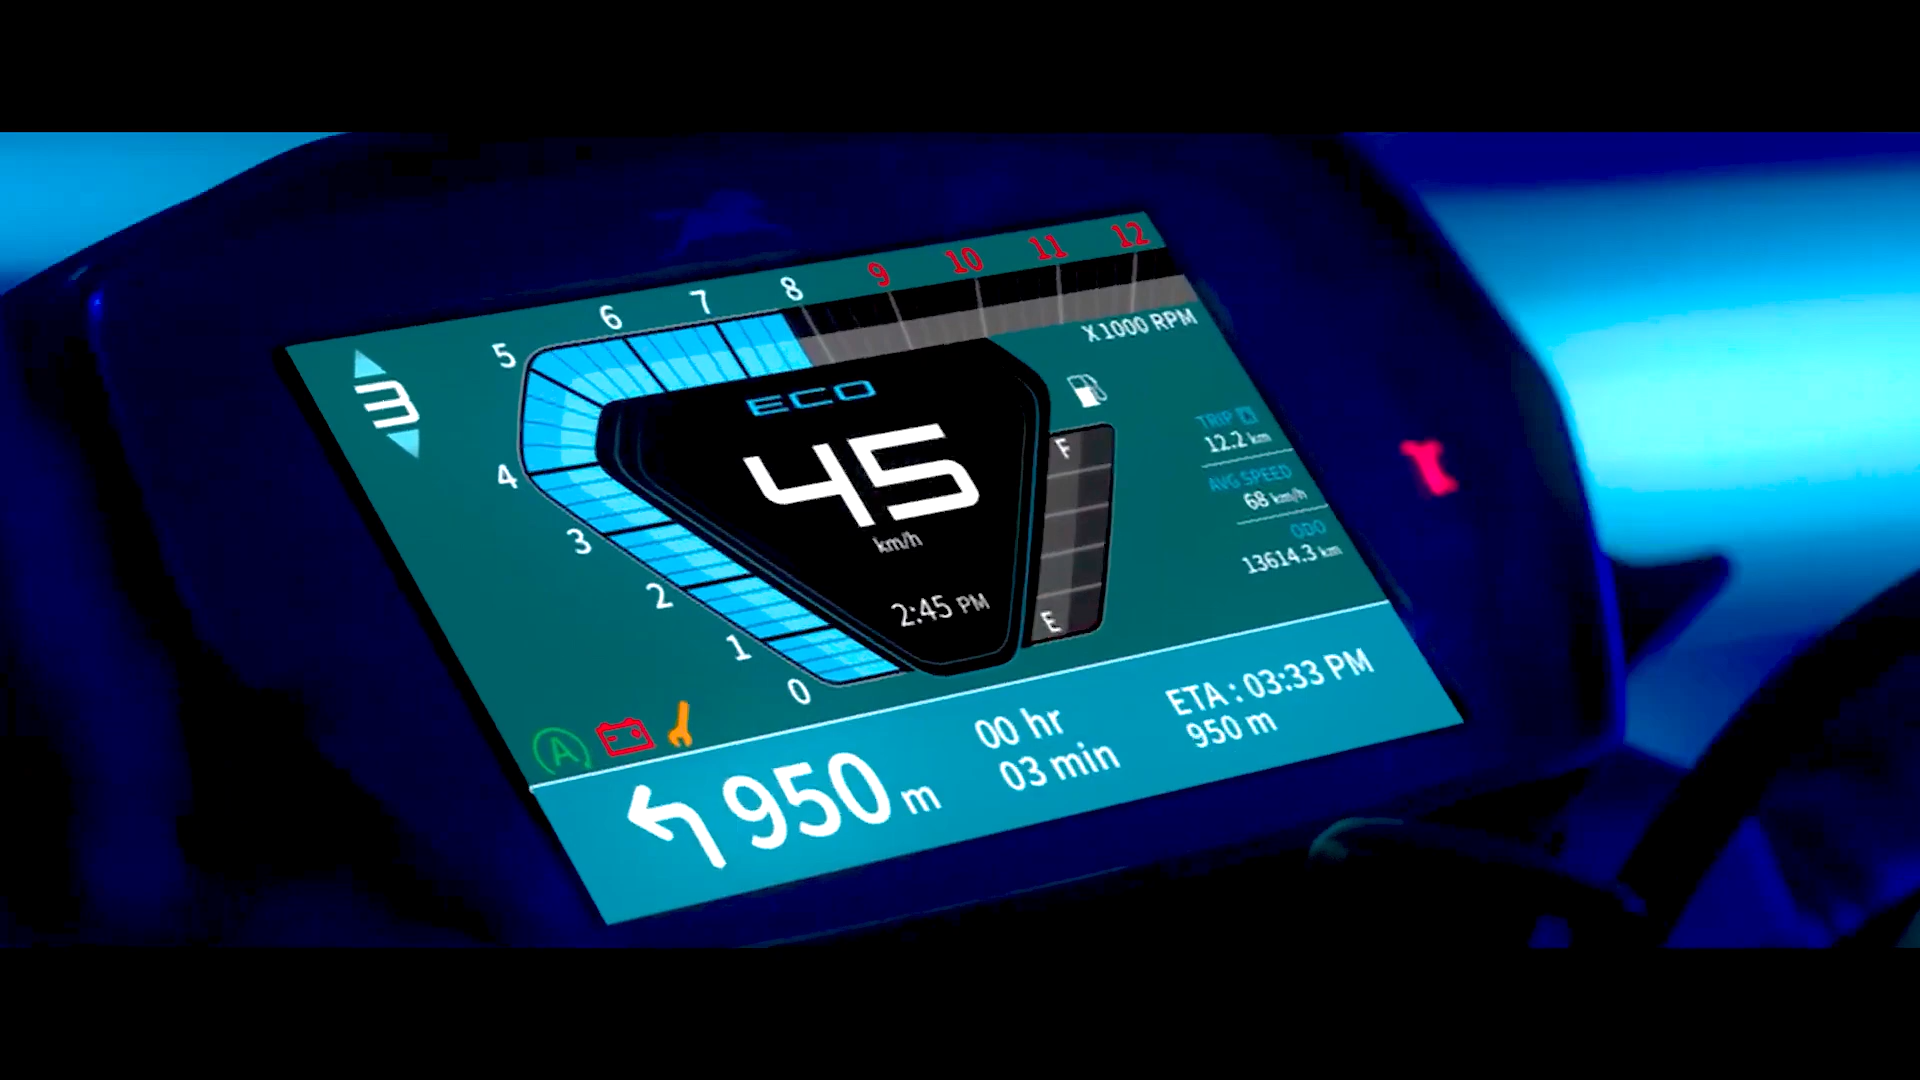 3
0
1
2
3
4
5
6
7
8
9
10
11
12
X 1000 RPM
ECO
45
km/h
2:45 PM
F
E
TRIP A
12.2 km
AVG SPEED
68 km/h
ODO
13614.3 km
A
950 m
00 hr
03 min
ETA : 03:33 PM
950 m